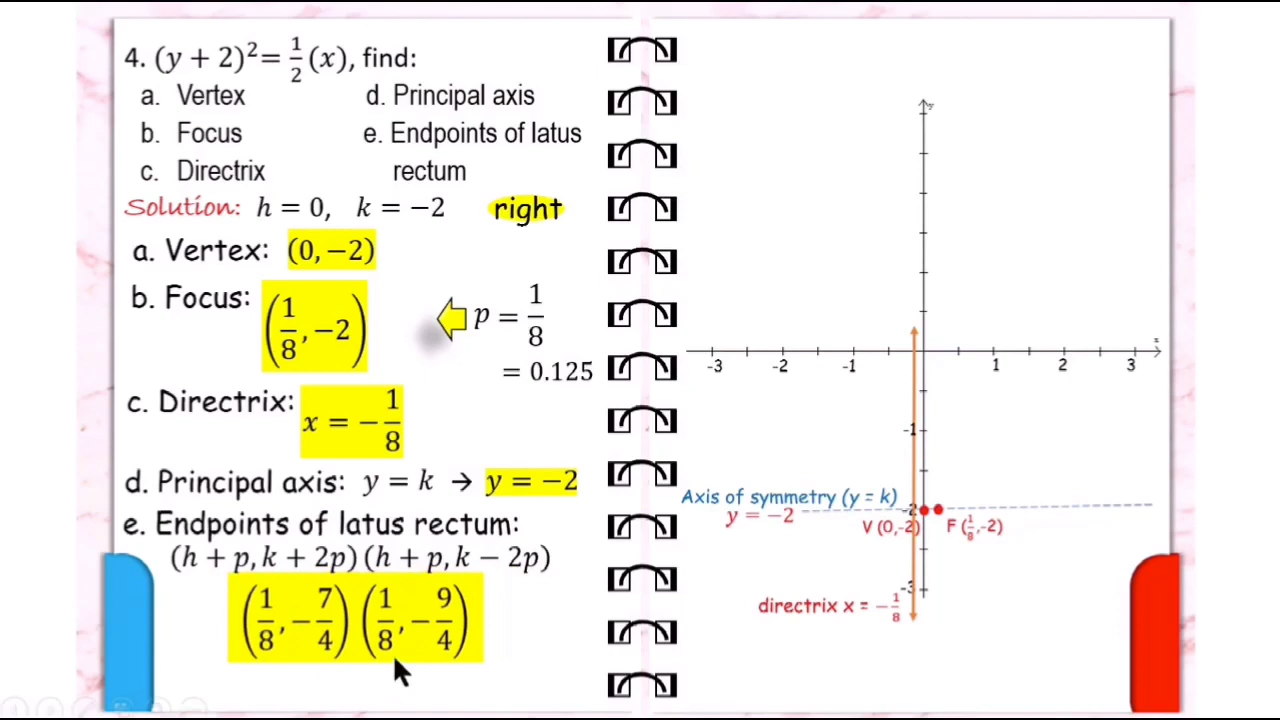 4. (y + 2)² = 1/2 (x), find:
a. Vertex d. Principal axis
b. Focus e. Endpoints of latus
c. Directrix rectum
Solution: h = 0, k = −2 right
a. Vertex: (0, −2)
b. Focus: (1/8, −2) p = 1/8
= 0.125
c. Directrix: x = −1/8
d. Principal axis: y = k → y = −2
e. Endpoints of latus rectum:
(h + p, k + 2p) (h + p, k − 2p)
(1/8, −7/4) (1/8, −9/4)
y
x
-3 -2 -1 1 2 3
-1
Axis of symmetry (y = k)
y = −2
-2
V (0,-2) F (1/8, -2)
-3
directrix x = −1/8